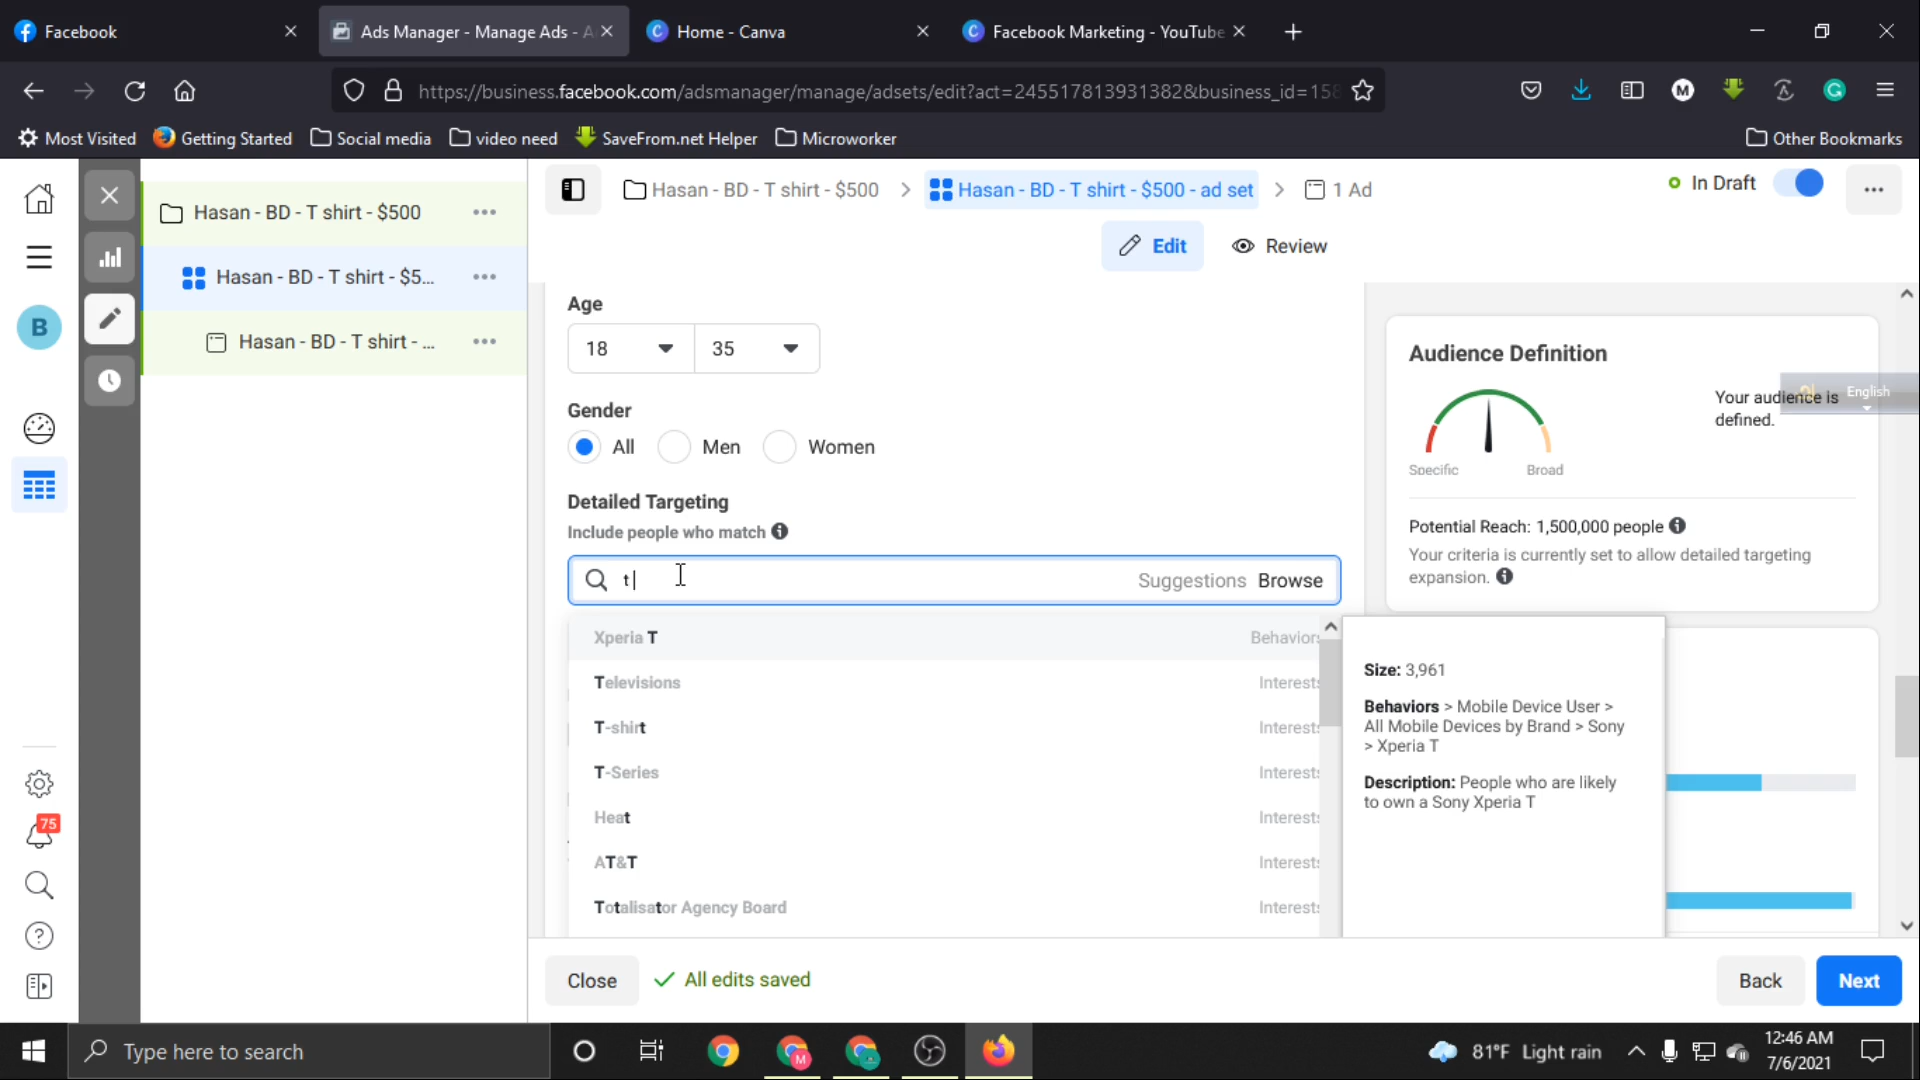 Facebook
Ads Manager - Manage Ads - A
Home - Canva
Facebook Marketing - YouTube
https://business.facebook.com/adsmanager/manage/adsets/edit?act=245517813931382&business_id=158
Most Visited
Getting Started
Social media
video need
SaveFrom.net Helper
Microworker
Other Bookmarks
Hasan - BD - T shirt - $500
Hasan - BD - T shirt - $5...
Hasan - BD - T shirt - ...
B
75
Hasan - BD - T shirt - $500 > Hasan - BD - T shirt - $500 - ad set > 1 Ad
In Draft
Edit
Review
Age
18
35
Gender
All
Men
Women
Detailed Targeting
Include people who match
t
Suggestions
Browse
Xperia T
Behaviors
Televisions
Interests
T-shirt
Interests
T-Series
Interests
Heat
Interests
AT&T
Interests
Totalisator Agency Board
Interests
Size: 3,961
Behaviors > Mobile Device User >
All Mobile Devices by Brand > Sony
> Xperia T
Description: People who are likely
to own a Sony Xperia T
Audience Definition
Your audience is
defined.
English
Specific
Broad
Potential Reach: 1,500,000 people
Your criteria is currently set to allow detailed targeting
expansion.
Close
All edits saved
Back
Next
Type here to search
M
81°F Light rain
12:46 AM
7/6/2021